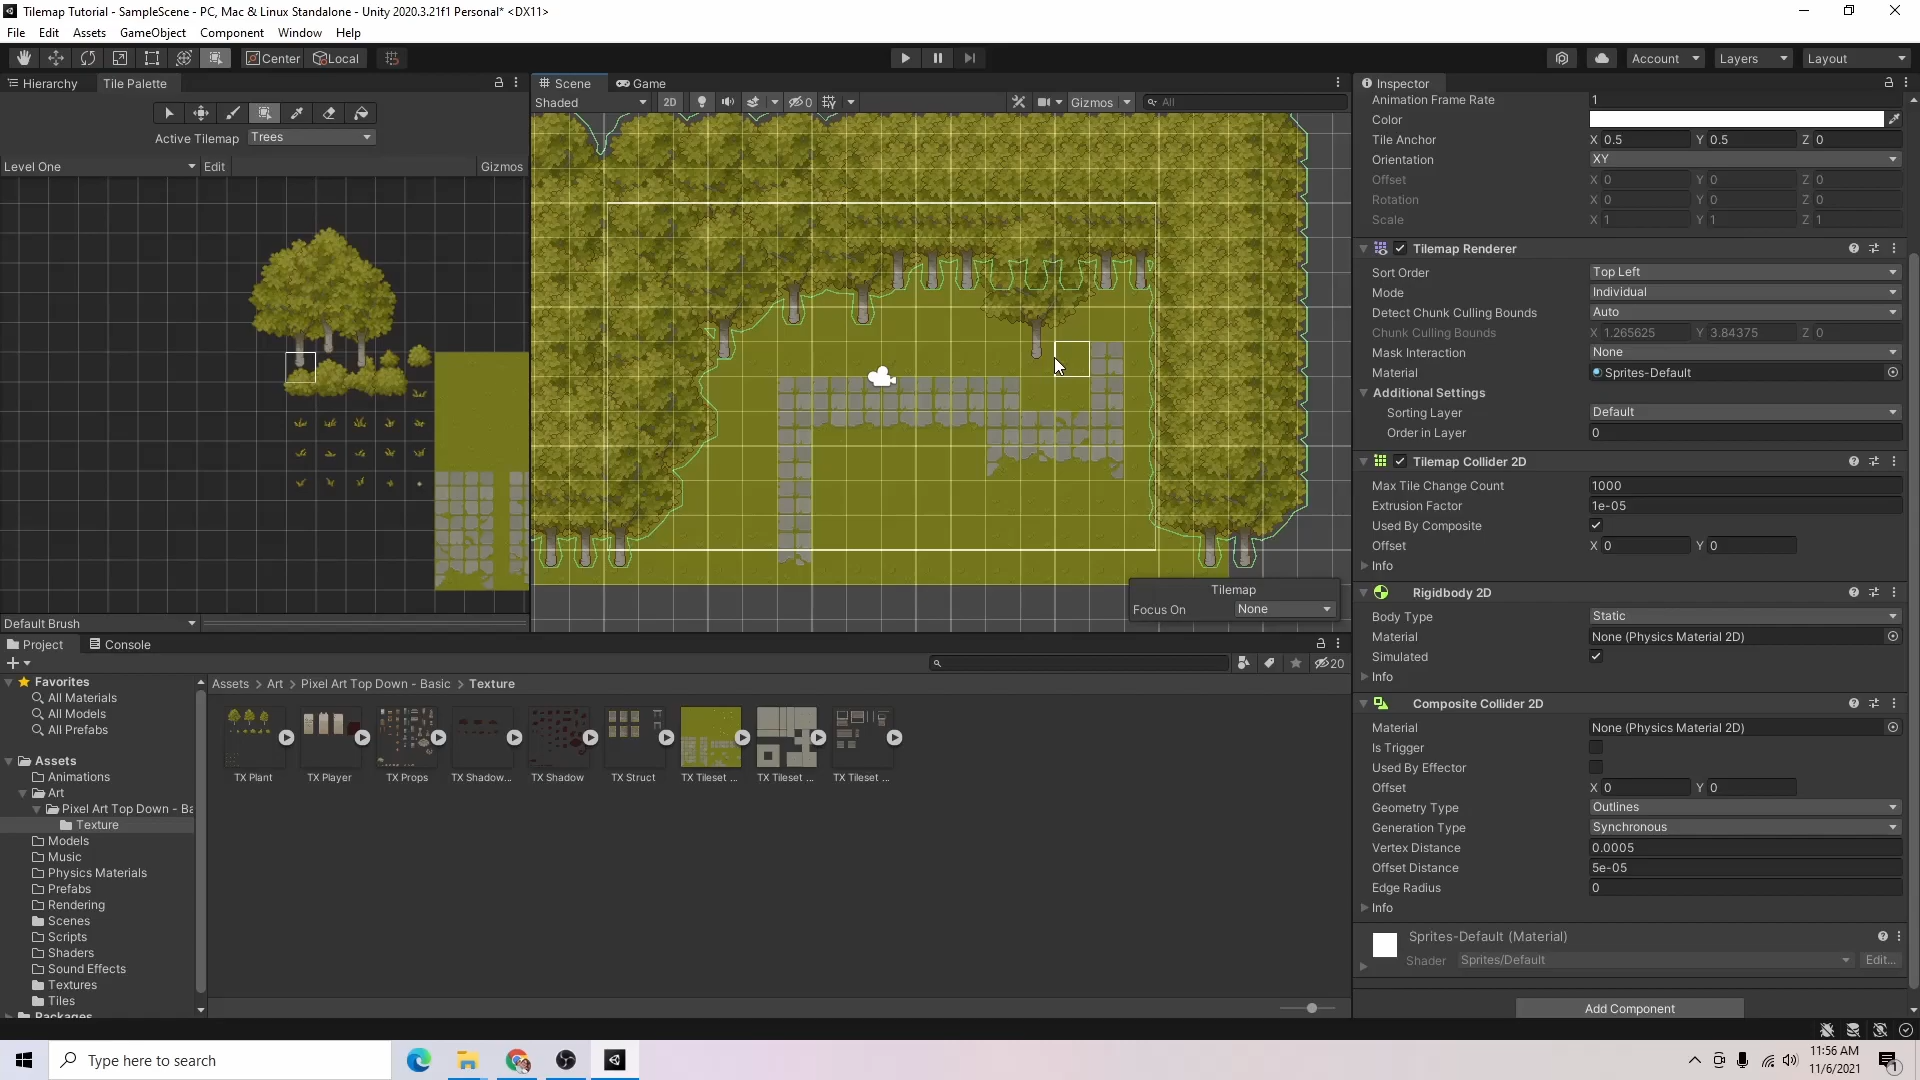 Tilemap Tutorial - SampleScene - PC, Mac & Linux Standalone - Unity 2020.3.21f1 Personal* <DX11>
File Edit Assets GameObject Component Window Help
Center Local
Account Layers Layout
Hierarchy Tile Palette
Active Tilemap Trees
Level One Edit Gizmos
Default Brush
Scene Game
Shaded 2D 0 Gizmos All
Tilemap
Focus On None
Inspector
Animation Frame Rate 1
Color
Tile Anchor X 0.5 Y 0.5 Z 0
Orientation XY
Offset X 0 Y 0 Z 0
Rotation X 0 Y 0 Z 0
Scale X 1 Y 1 Z 1
Tilemap Renderer
Sort Order Top Left
Mode Individual
Detect Chunk Culling Bounds Auto
Chunk Culling Bounds X 1.265625 Y 3.84375 Z 0
Mask Interaction None
Material Sprites-Default
Additional Settings
Sorting Layer Default
Order in Layer 0
Tilemap Collider 2D
Max Tile Change Count 1000
Extrusion Factor 1e-05
Used By Composite
Offset X 0 Y 0
Info
Rigidbody 2D
Body Type Static
Material None (Physics Material 2D)
Simulated
Info
Composite Collider 2D
Material None (Physics Material 2D)
Is Trigger
Used By Effector
Offset X 0 Y 0
Geometry Type Outlines
Generation Type Synchronous
Vertex Distance 0.0005
Offset Distance 5e-05
Edge Radius 0
Info
Sprites-Default (Material)
Shader Sprites/Default Edit...
Add Component
Project Console
20
Favorites
All Materials
All Models
All Prefabs
Assets
Animations
Art
Pixel Art Top Down - Ba
Texture
Models
Music
Physics Materials
Prefabs
Rendering
Scenes
Scripts
Shaders
Sound Effects
Textures
Tiles
Packages
Assets > Art > Pixel Art Top Down - Basic > Texture
TX Plant TX Player TX Props TX Shadow... TX Shadow TX Struct TX Tileset ... TX Tileset ... TX Tileset ...
Type here to search
11:56 AM
11/6/2021
1